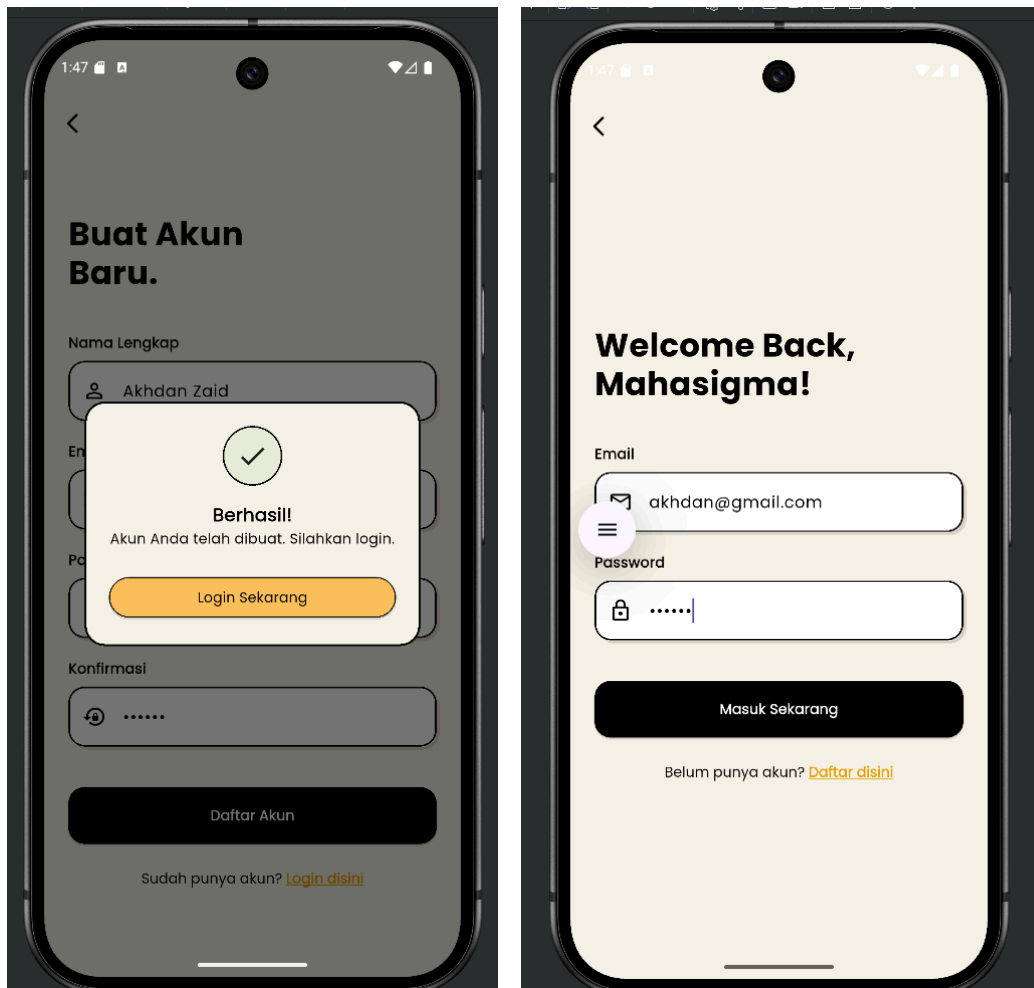 1:47
Buat Akun
Baru.
Nama Lengkap
Akhdan Zaid
Berhasil!
Akun Anda telah dibuat. Silahkan login.
Login Sekarang
Konfirmasi
••••••
Daftar Akun
Sudah punya akun? Login disini
1:47
Welcome Back,
Mahasigma!
Email
akhdan@gmail.com
Password
••••••
Masuk Sekarang
Belum punya akun? Daftar disini